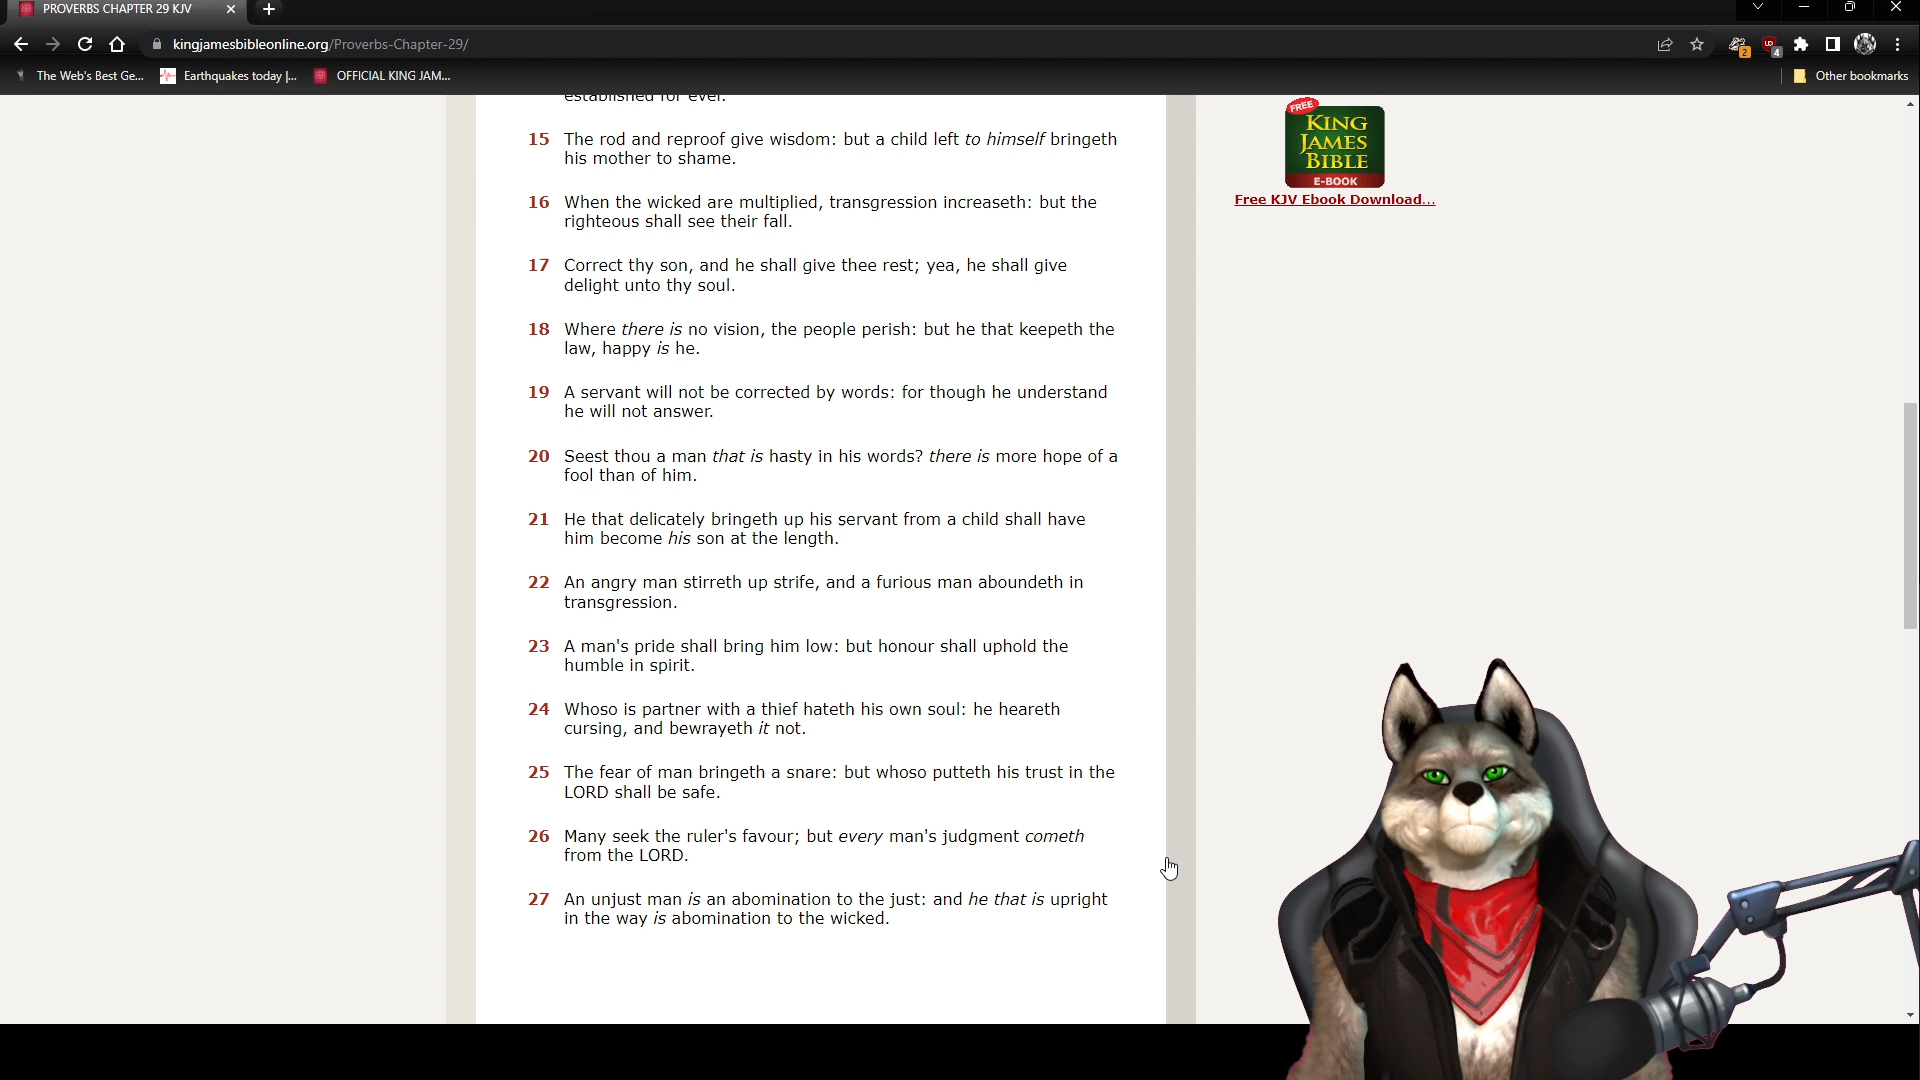 PROVERBS CHAPTER 29 KJV
kingjamesbibleonline.org/Proverbs-Chapter-29/
2
4
The Web's Best Ge...
Earthquakes today |...
OFFICIAL KING JAM...
Other bookmarks
established for ever.
15 The rod and reproof give wisdom: but a child left to himself bringeth
his mother to shame.
16 When the wicked are multiplied, transgression increaseth: but the
righteous shall see their fall.
17 Correct thy son, and he shall give thee rest; yea, he shall give
delight unto thy soul.
18 Where there is no vision, the people perish: but he that keepeth the
law, happy is he.
19 A servant will not be corrected by words: for though he understand
he will not answer.
20 Seest thou a man that is hasty in his words? there is more hope of a
fool than of him.
21 He that delicately bringeth up his servant from a child shall have
him become his son at the length.
22 An angry man stirreth up strife, and a furious man aboundeth in
transgression.
23 A man's pride shall bring him low: but honour shall uphold the
humble in spirit.
24 Whoso is partner with a thief hateth his own soul: he heareth
cursing, and bewrayeth it not.
25 The fear of man bringeth a snare: but whoso putteth his trust in the
LORD shall be safe.
26 Many seek the ruler's favour; but every man's judgment cometh
from the LORD.
27 An unjust man is an abomination to the just: and he that is upright
in the way is abomination to the wicked.
FREE
KING
JAMES
BIBLE
E-BOOK
Free KJV Ebook Download...